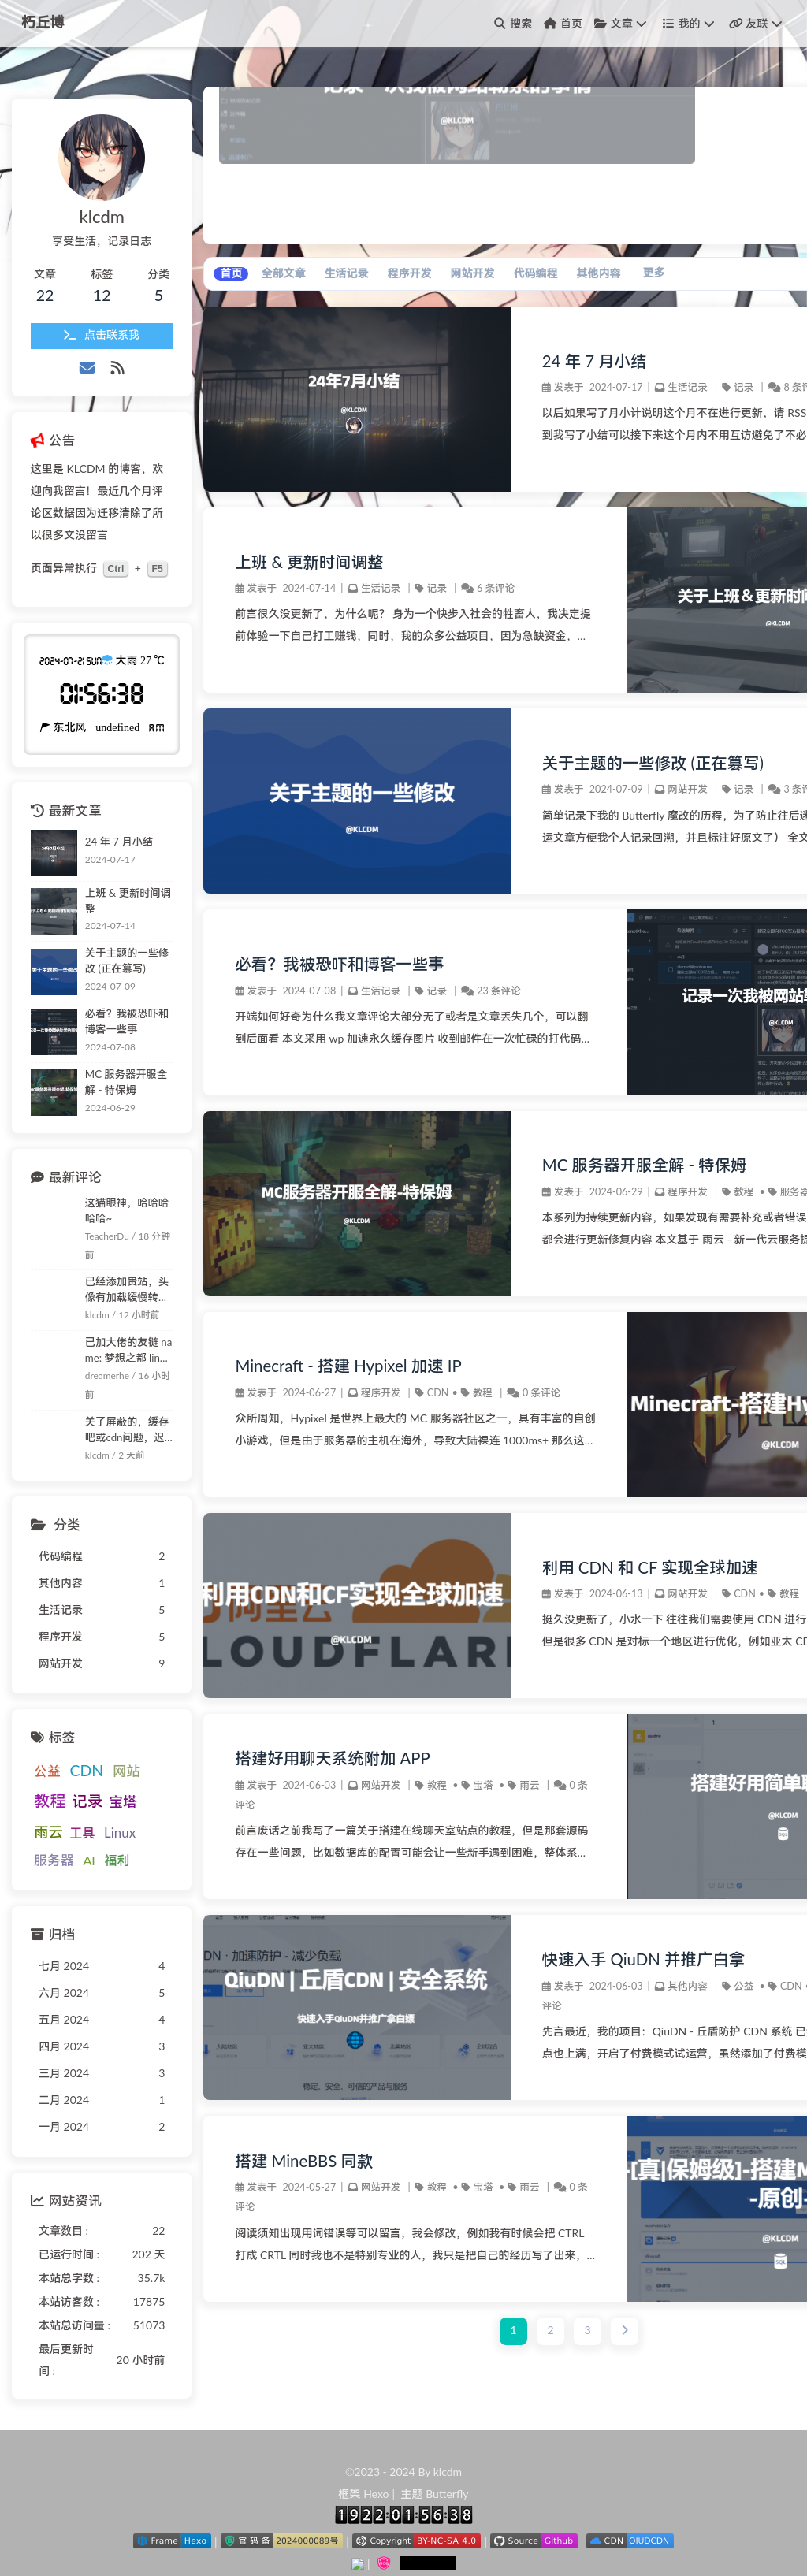 朽丘博
搜索 首页 文章 我的 友联
klcdm
享受生活，记录日志
文章 标签 分类
22 12 5
点击联系我
公告
这里是 KLCDM 的博客，欢
迎向我留言！最近几个月评
论区数据因为迁移清除了所
以很多文没留言
页面异常执行 Ctrl + F5
2024-07-21 SUN 大雨 27 ℃
01:56:38
东北风 undefined AM
最新文章
24 年 7 月小结
2024-07-17
上班 & 更新时间调
整
2024-07-14
关于主题的一些修
改 (正在篡写)
2024-07-09
必看？我被恐吓和
博客一些事
2024-07-08
MC 服务器开服全
解 - 特保姆
2024-06-29
最新评论
这猫眼神，哈哈哈
哈哈~
TeacherDu / 18 分钟
前
已经添加贵站，头
像有加载缓慢转...
klcdm / 12 小时前
已加大佬的友链 na
me: 梦想之都 lin...
dreamerhe / 16 小时
前
关了屏蔽的，缓存
吧或cdn问题，迟...
klcdm / 2 天前
分类
代码编程 2
其他内容 1
生活记录 5
程序开发 5
网站开发 9
标签
公益 CDN 网站
教程 记录 宝塔
雨云 工具 Linux
服务器 AI 福利
归档
七月 2024 4
六月 2024 5
五月 2024 4
四月 2024 3
三月 2024 3
二月 2024 1
一月 2024 2
网站资讯
文章数目 : 22
已运行时间 : 202 天
本站总字数 : 35.7k
本站访客数 : 17875
本站总访问量 : 51073
最后更新时
间 : 20 小时前
记录一次我被网站勒索的事情
@KLCDM
首页 全部文章 生活记录 程序开发 网站开发 代码编程 其他内容 更多
24年7月小结
@KLCDM
24 年 7 月小结
发表于 2024-07-17 | 生活记录 | 记录 | 8 条评
以后如果写了月小计说明这个月不在进行更新，请 RSS
到我写了小结可以接下来这个月内不用互访避免了不必
上班 & 更新时间调整
发表于 2024-07-14 | 生活记录 | 记录 | 6 条评论
前言很久没更新了，为什么呢？ 身为一个快步入社会的牲畜人，我决定提
前体验一下自己打工赚钱，同时，我的众多公益项目，因为急缺资金，...
关于上班＆更新时间
@KLCDM
关于主题的一些修改
@KLCDM
关于主题的一些修改 (正在篡写)
发表于 2024-07-09 | 网站开发 | 记录 | 3 条评
简单记录下我的 Butterfly 魔改的历程，为了防止往后迷
运文章方便我个人记录回溯，并且标注好原文了） 全文
必看？我被恐吓和博客一些事
发表于 2024-07-08 | 生活记录 | 记录 | 23 条评论
开端如何好奇为什么我文章评论大部分无了或者是文章丢失几个，可以翻
到后面看 本文采用 wp 加速永久缓存图片 收到邮件在一次忙碌的打代码...
记录一次我被网站
@KLCDM
MC服务器开服全解-特保姆
@KLCDM
MC 服务器开服全解 - 特保姆
发表于 2024-06-29 | 程序开发 | 教程 • 服务器
本系列为持续更新内容，如果发现有需要补充或者错误
都会进行更新修复内容 本文基于 雨云 - 新一代云服务提
Minecraft - 搭建 Hypixel 加速 IP
发表于 2024-06-27 | 程序开发 | CDN • 教程 | 0 条评论
众所周知，Hypixel 是世界上最大的 MC 服务器社区之一，具有丰富的自创
小游戏，但是由于服务器的主机在海外，导致大陆裸连 1000ms+ 那么这...
Minecraft-搭建Hy
@KLCDM
利用CDN和CF实现全球加速
@KLCDM
利用 CDN 和 CF 实现全球加速
发表于 2024-06-13 | 网站开发 | CDN • 教程
挺久没更新了，小水一下 往往我们需要使用 CDN 进行
但是很多 CDN 是对标一个地区进行优化，例如亚太 CD
搭建好用聊天系统附加 APP
发表于 2024-06-03 | 网站开发 | 教程 • 宝塔 • 雨云 | 0 条
评论
前言废话之前我写了一篇关于搭建在线聊天室站点的教程，但是那套源码
存在一些问题，比如数据库的配置可能会让一些新手遇到困难，整体系...
搭建好用简单
@KLCDM
QiuDN | 丘盾CDN | 安全系统
快速入手QiuDN并推广白拿嫖
@KLCDM
快速入手 QiuDN 并推广白拿
发表于 2024-06-03 | 其他内容 | 公益 • CDN •
评论
先言最近，我的项目：QiuDN - 丘盾防护 CDN 系统 已
点也上满，开启了付费模式试运营，虽然添加了付费模
搭建 MineBBS 同款
发表于 2024-05-27 | 网站开发 | 教程 • 宝塔 • 雨云 | 0 条
评论
阅读须知出现用词错误等可以留言，我会修改，例如我有时候会把 CTRL
打成 CRTL 同时我也不是特别专业的人，我只是把自己的经历写了出来，...
-[真|保姆级]-搭建M
-原创-
@KLCDM
1 2 3
©2023 - 2024 By klcdm
框架 Hexo | 主题 Butterfly
1922:01:56:38
Frame Hexo | 官 码 备 2024000089号 | Copyright BY-NC-SA 4.0 | Source Github | CDN QIUDCDN